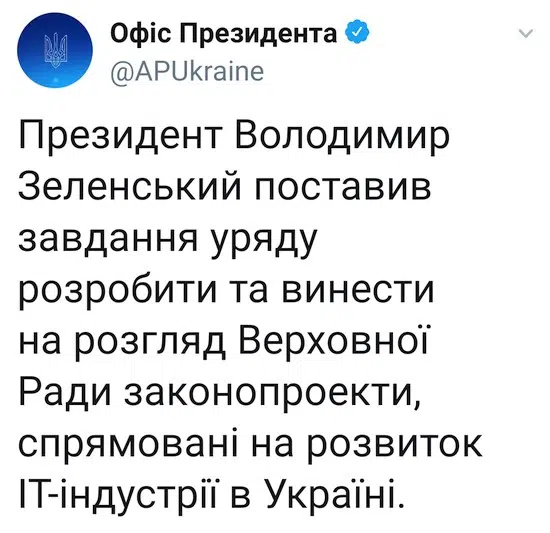 Офіс Президента
@APUkraine
Президент Володимир
Зеленський поставив
завдання уряду
розробити та винести
на розгляд Верховної
Ради законопроекти,
спрямовані на розвиток
ІТ-індустрії в Україні.